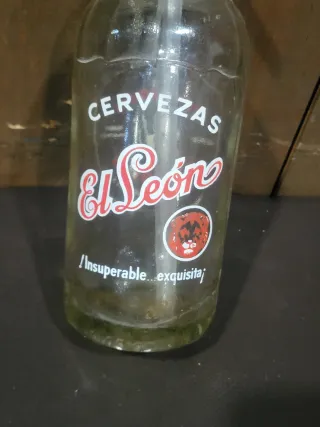 CERVEZAS
El León
¡Insuperable...exquisita¡